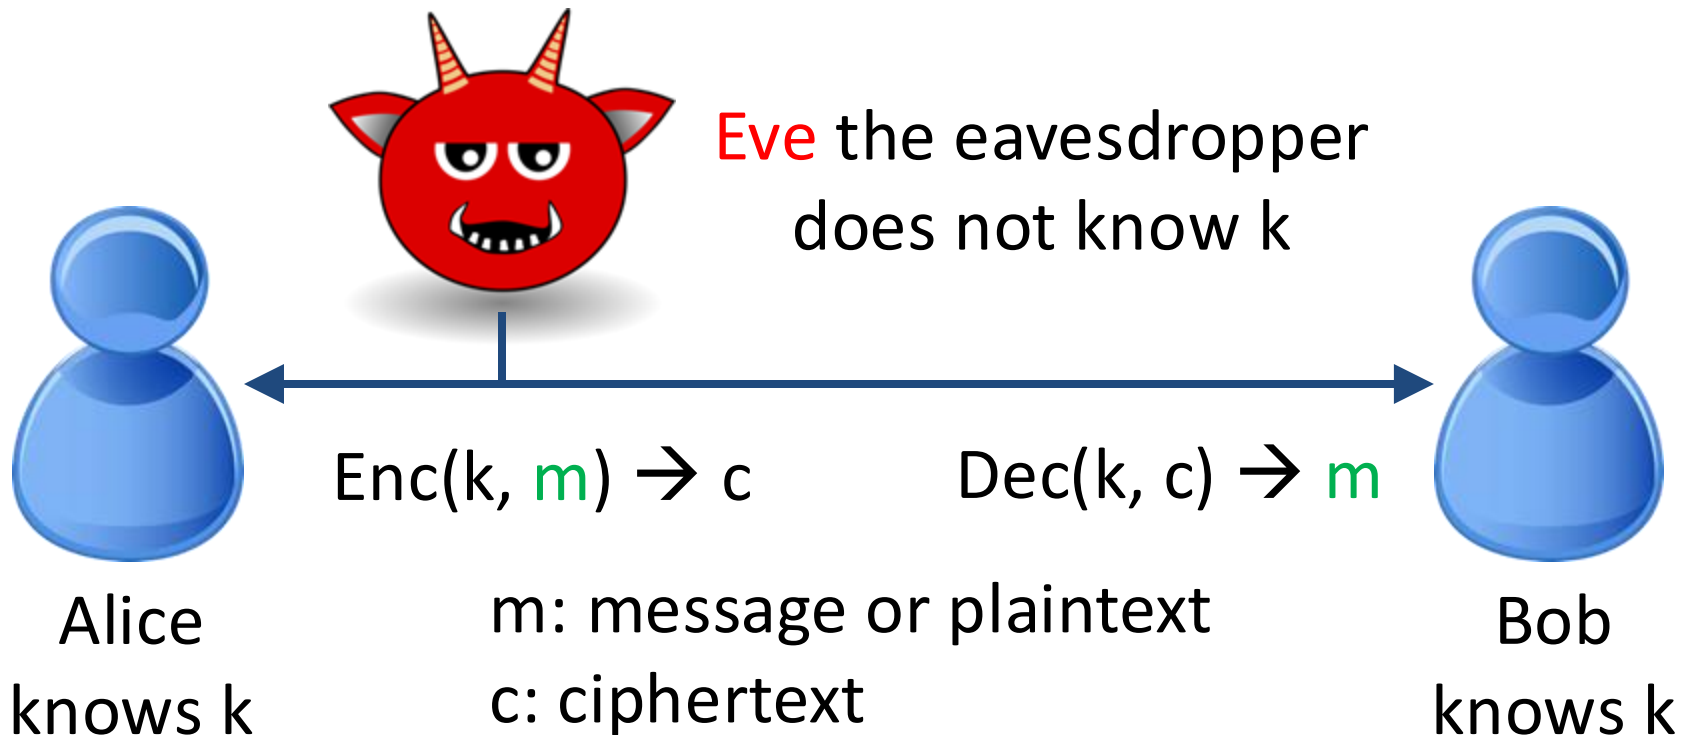 Eve the eavesdropper
does not know k
Enc(k, m) → c
Dec(k, c) → m
Alice
knows k
m: message or plaintext
c: ciphertext
Bob
knows k